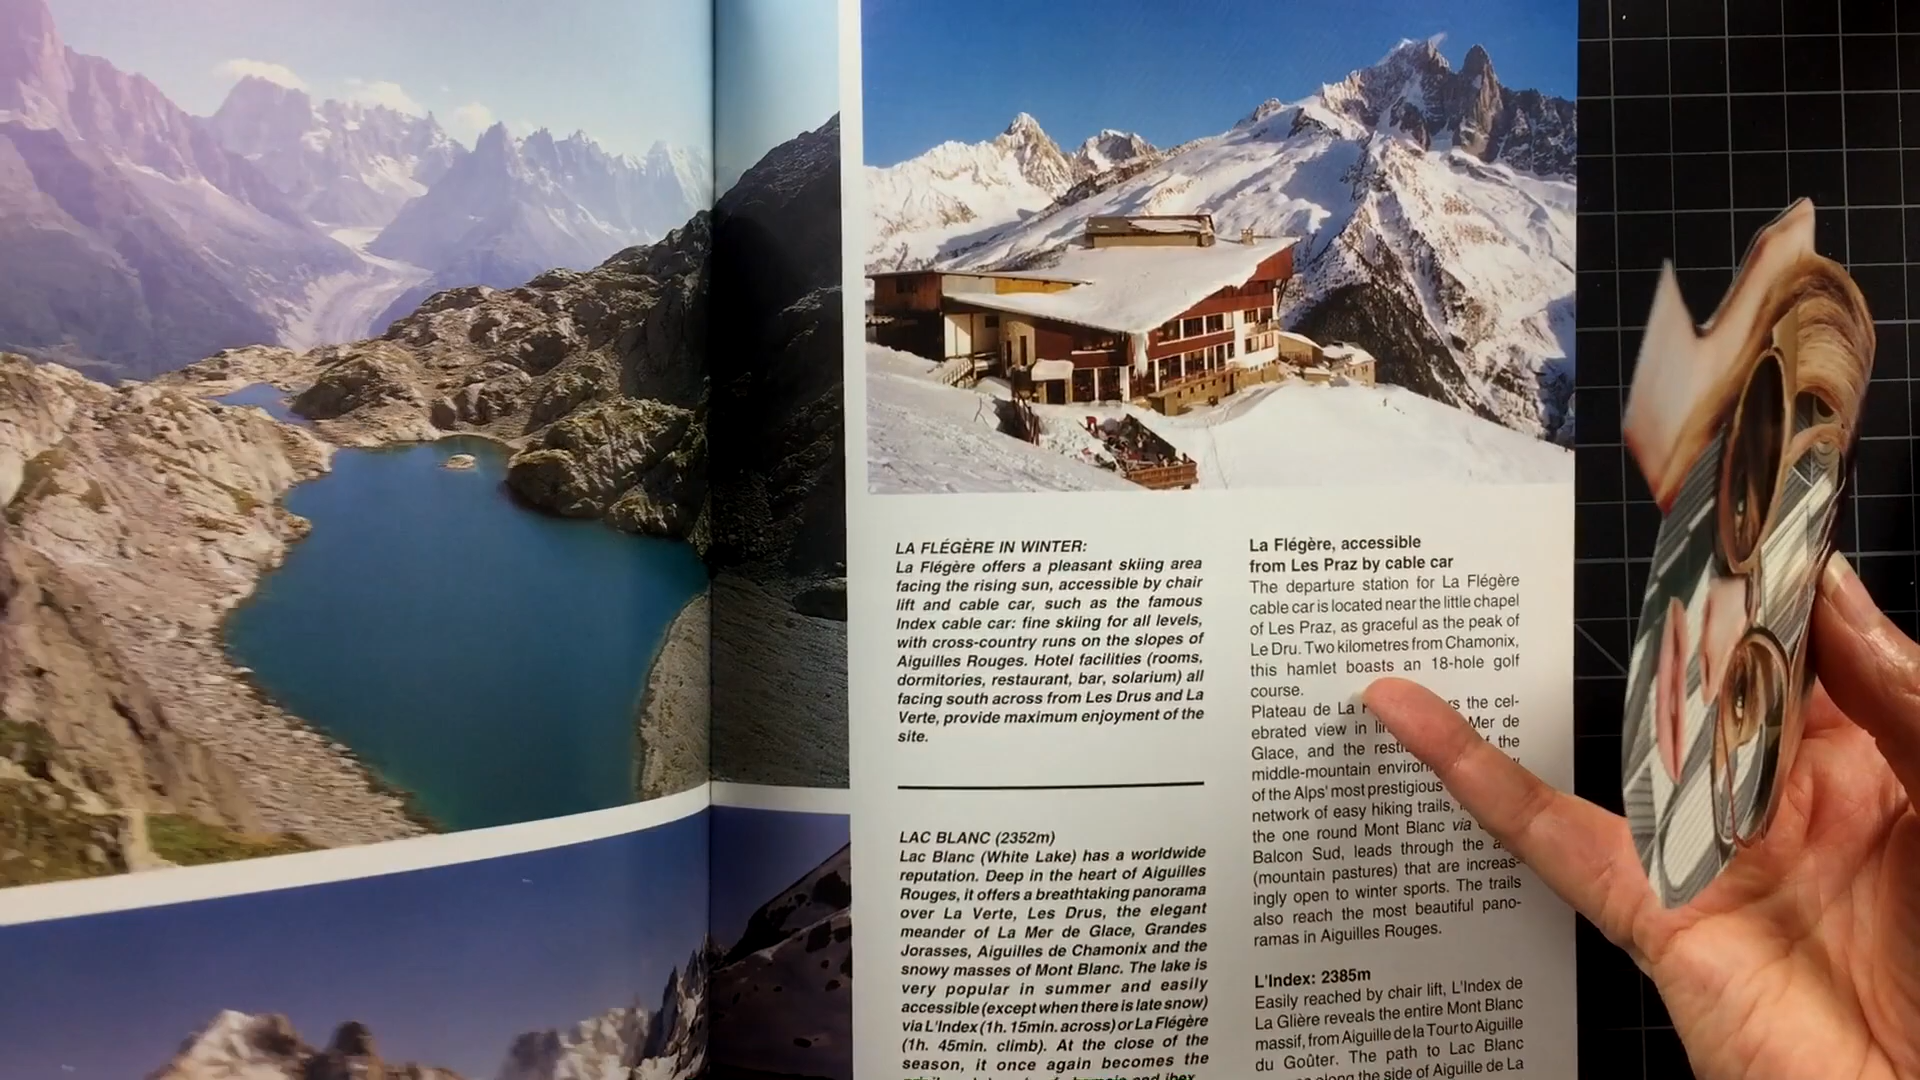 LA FLÉGÈRE IN WINTER:
La Flégère offers a pleasant skiing area
facing the rising sun, accessible by chair
lift and cable car, such as the famous
Index cable car: fine skiing for all levels,
with cross-country runs on the slopes of
Aiguilles Rouges. Hotel facilities (rooms,
dormitories, restaurant, bar, solarium) all
facing south across from Les Drus and La
Verte, provide maximum enjoyment of the
site.
LAC BLANC (2352m)
Lac Blanc (White Lake) has a worldwide
reputation. Deep in the heart of Aiguilles
Rouges, it offers a breathtaking panorama
over La Verte, Les Drus, the elegant
meander of La Mer de Glace, Grandes
Jorasses, Aiguilles de Chamonix and the
snowy masses of Mont Blanc. The lake is
very popular in summer and easily
accessible (except when there is late snow)
via L'Index (1h. 15min. across) or La Flégère
(1h. 45min. climb). At the close of the
season, it once again becomes the
La Flégère, accessible
from Les Praz by cable car
The departure station for La Flégère
cable car is located near the little chapel
of Les Praz, as graceful as the peak of
Le Dru. Two kilometres from Chamonix,
this hamlet boasts an 18-hole golf
course.
Plateau de La the cel-
ebrated view in Mer de
Glace, and the the
middle-mountain
of the Alps' most prestigious
network of easy hiking trails,
the one round Mont Blanc via
Balcon Sud, leads through the
(mountain pastures) that are increas-
ingly open to winter sports. The trails
also reach the most beautiful pano-
ramas in Aiguilles Rouges.
L'Index: 2385m
Easily reached by chair lift, L'Index de
La Glière reveals the entire Mont Blanc
massif, from Aiguille de la Tour to Aiguille
du Goûter. The path to Lac Blanc
along the side of Aiguille de La